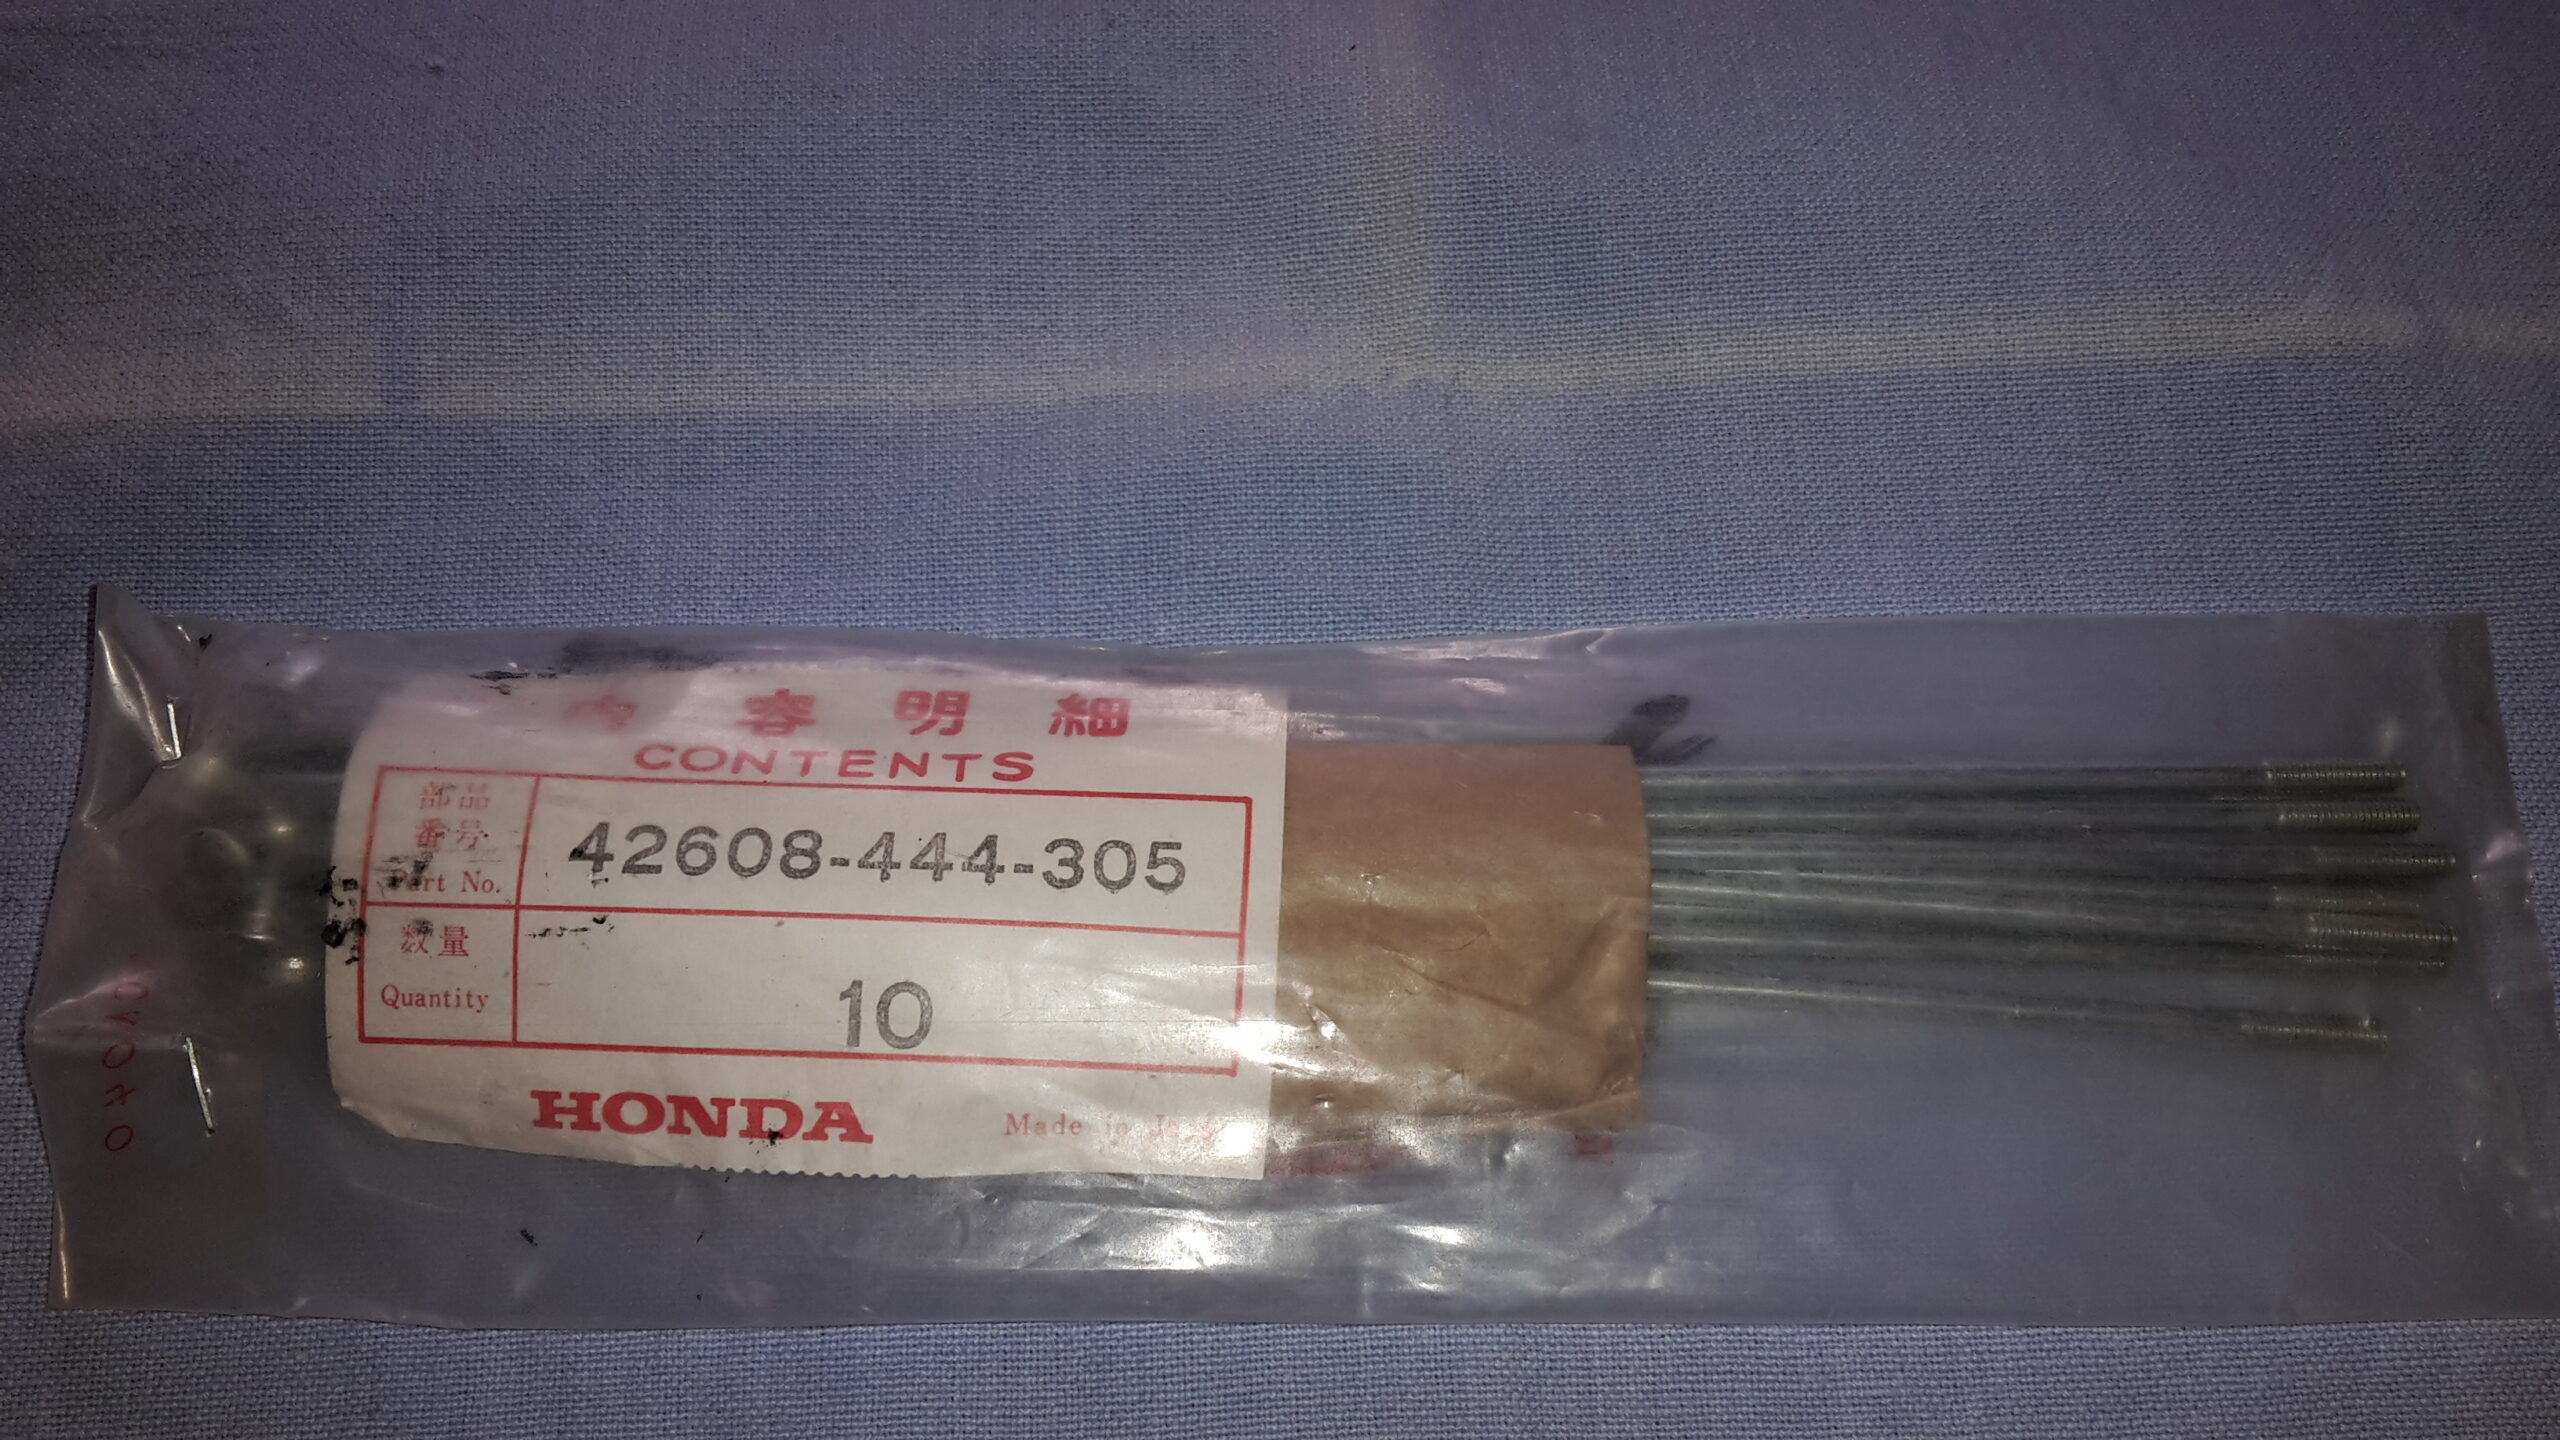 内容明細
CONTENTS
部品
番号
Part No.
42608-444-305
数量
Quantity
10
HONDA
Made in Japan